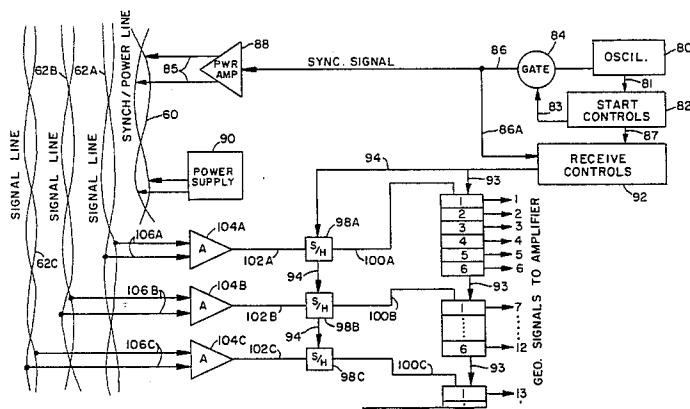 SIGNAL LINE
62B
SIGNAL LINE
62A
SIGNAL LINE
SYNCH/POWER LINE
60
62C
85
PWR AMP
88
SYNC. SIGNAL
86
84
GATE
OSCIL.
80
81
83
START CONTROLS
82
87
86A
RECEIVE CONTROLS
92
90
POWER SUPPLY
94
93
104A
98A
106A
A
102A
S/H
100A
94
1
2
3
4
5
6
1
2
3
4
5
6
93
104B
106B
A
102B
S/H
98B
100B
94
1
6
7
12
93
104C
106C
A
102C
S/H
98C
100C
1
13
GEO. SIGNALS TO AMPLIFIER